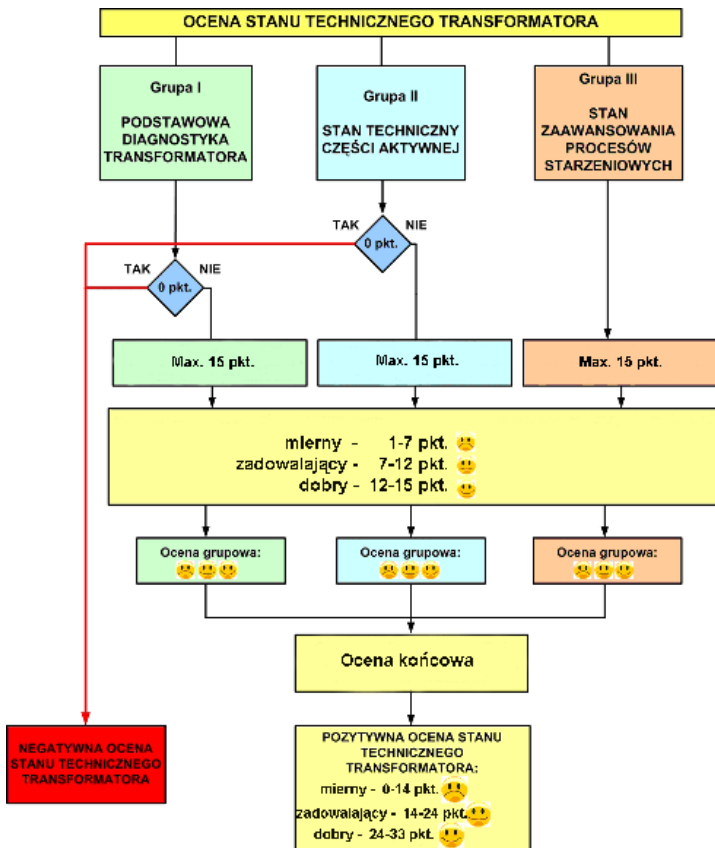 OCENA STANU TECHNICZNEGO TRANSFORMATORA
Grupa I
PODSTAWOWA
DIAGNOSTYKA
TRANSFORMATORA
Grupa II
STAN TECHNICZNY
CZĘŚCI AKTYWNEJ
Grupa III
STAN
ZAAWANSOWANIA
PROCESÓW
STARZENIOWYCH
TAK
NIE
0 pkt.
TAK
NIE
0 pkt.
Max. 15 pkt.
Max. 15 pkt.
Max. 15 pkt.
mierny - 1-7 pkt.
zadowalający - 7-12 pkt.
dobry - 12-15 pkt.
Ocena grupowa:
Ocena grupowa:
Ocena grupowa:
Ocena końcowa
NEGATYWNA OCENA
STANU TECHNICZNEGO
TRANSFORMATORA
POZYTYWNA OCENA STANU
TECHNICZNEGO
TRANSFORMATORA:
mierny - 0-14 pkt.
zadowalający - 14-24 pkt.
dobry - 24-33 pkt.